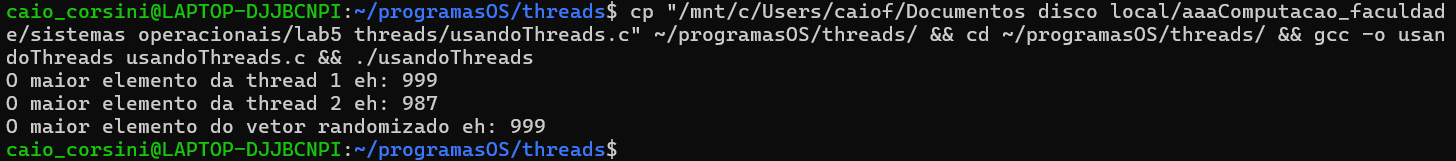 caio_corsini@LAPTOP-DJJBCNPI:~/programasOS/threads$ cp "/mnt/c/Users/caiof/Documentos disco local/aaaComputacao_faculdad
e/sistemas operacionais/lab5 threads/usandoThreads.c" ~/programasOS/threads/ && cd ~/programasOS/threads/ && gcc -o usan
doThreads usandoThreads.c && ./usandoThreads
O maior elemento da thread 1 eh: 999
O maior elemento da thread 2 eh: 987
O maior elemento do vetor randomizado eh: 999
caio_corsini@LAPTOP-DJJBCNPI:~/programasOS/threads$